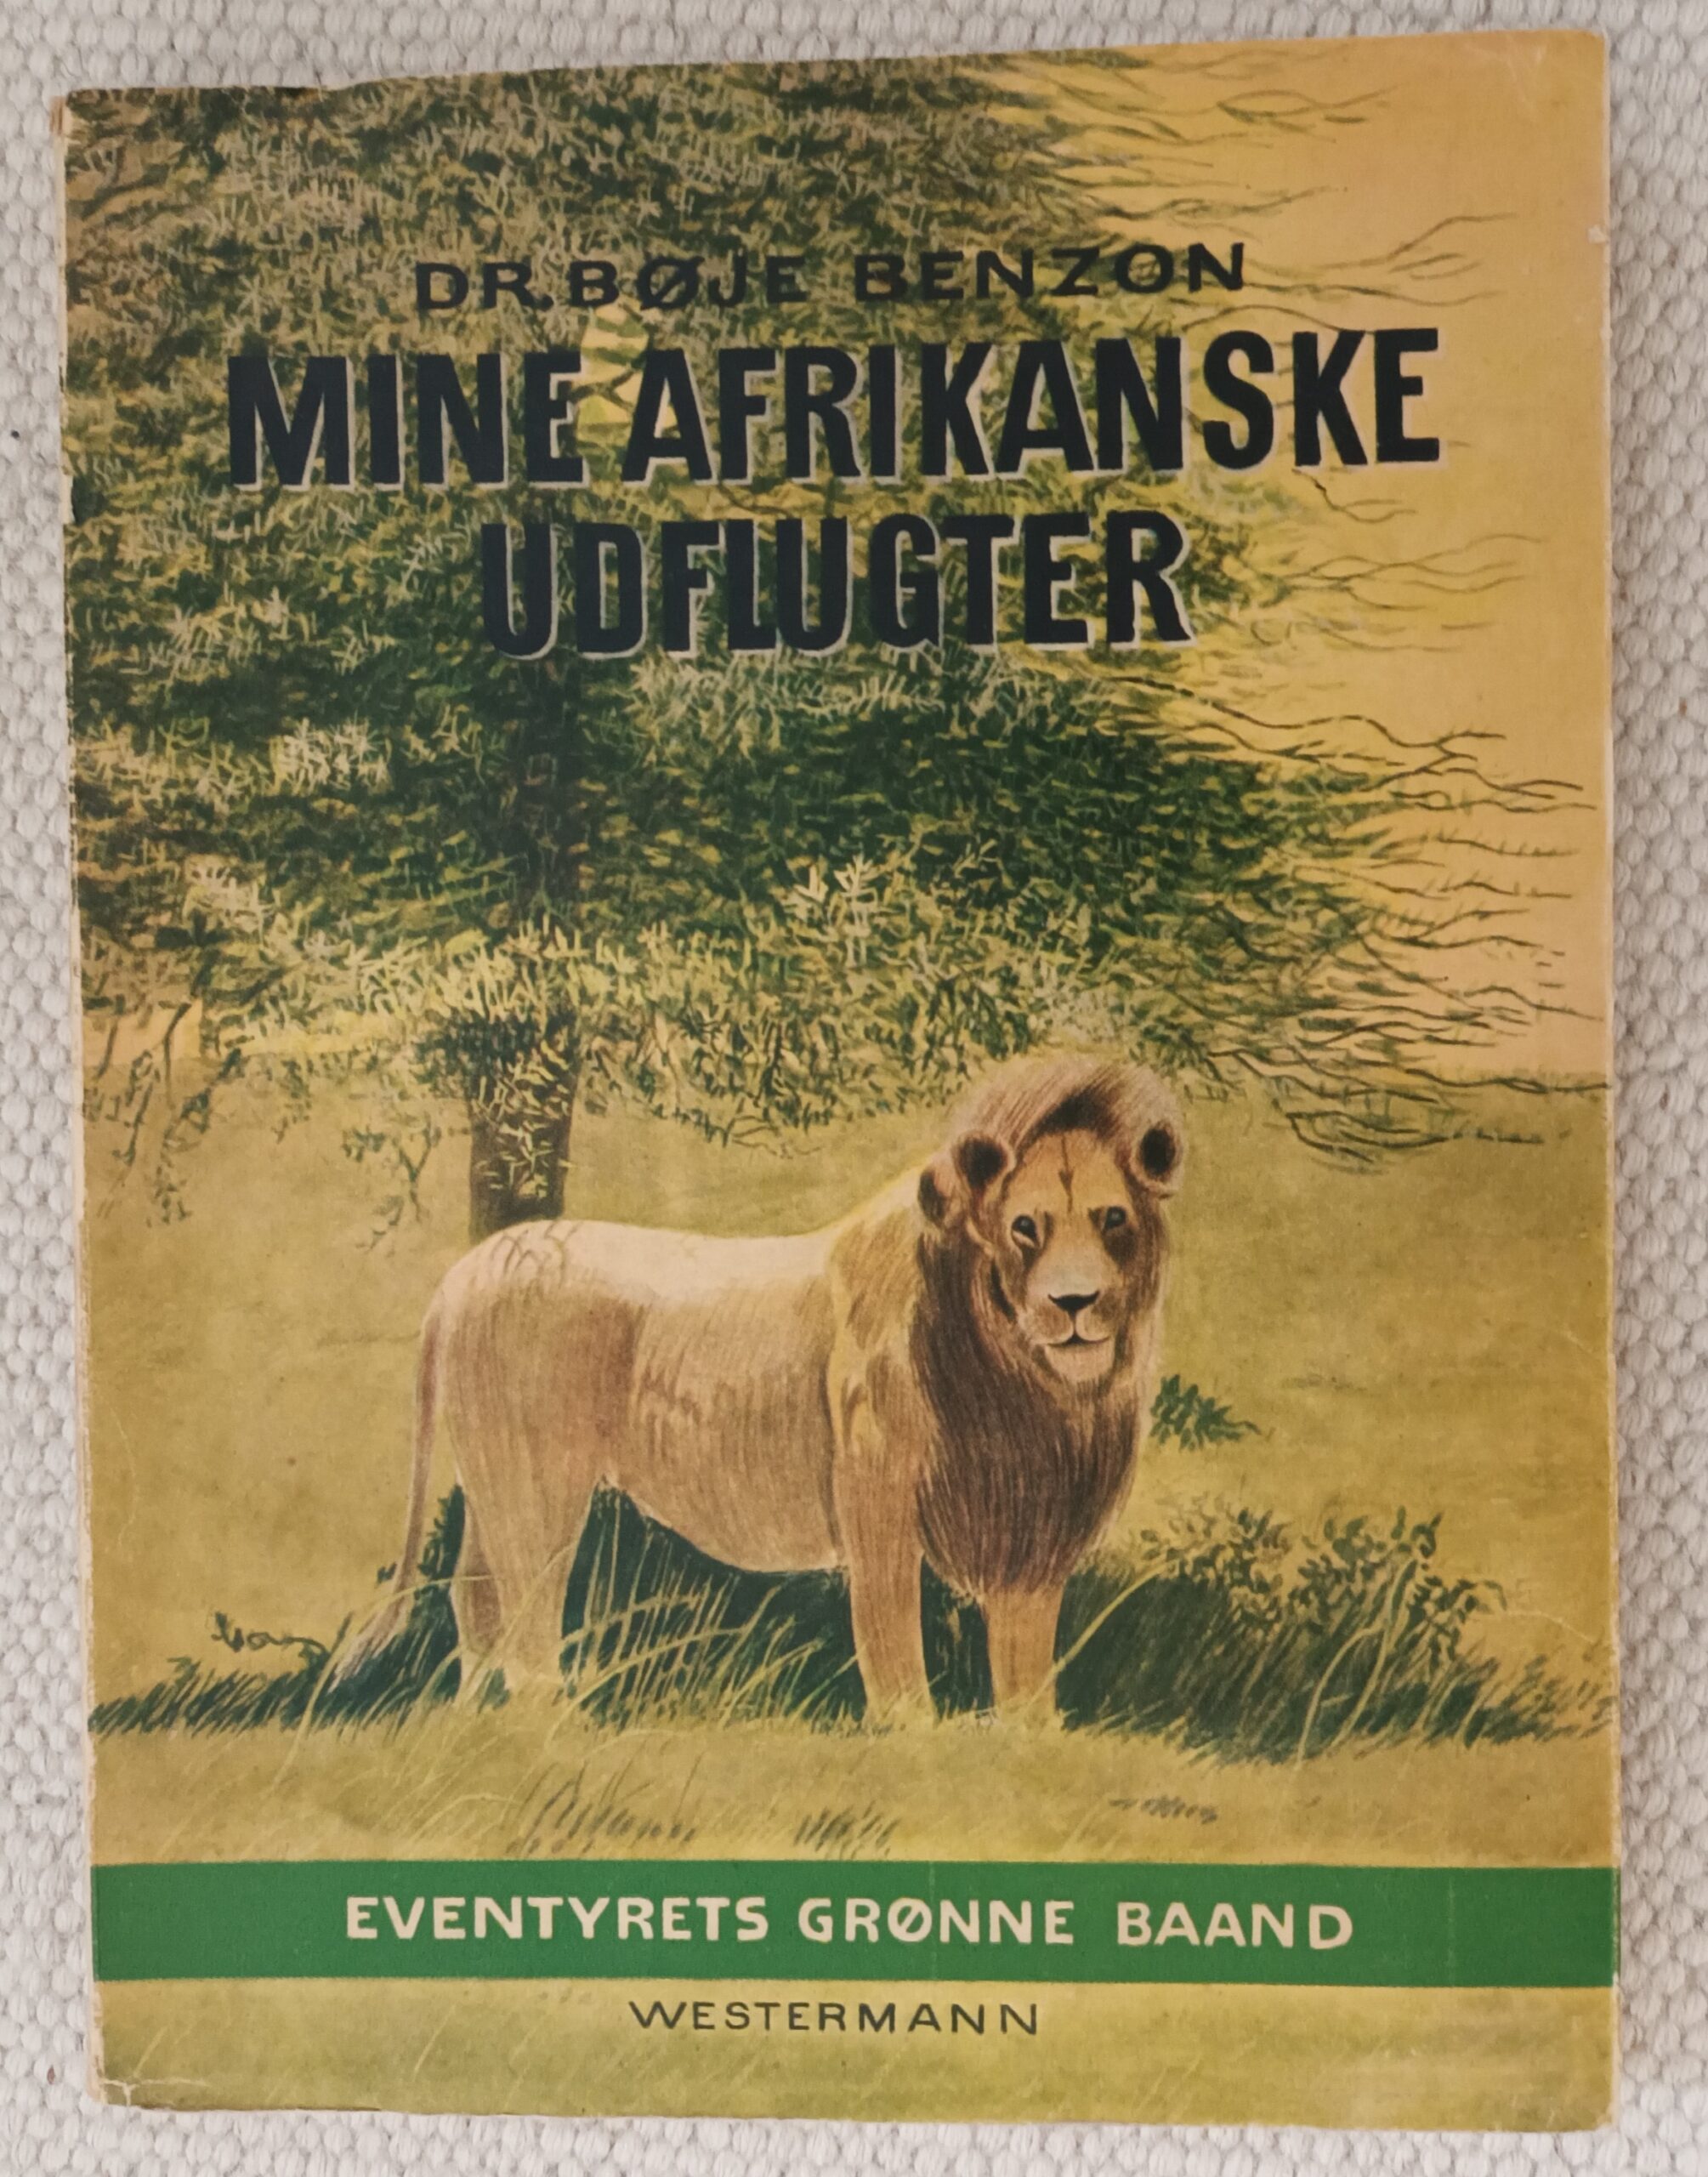 DR. BØJE BENZON
MINE AFRIKANSKE
UDFLUGTER
EVENTYRETS GRØNNE BAAND
WESTERMANN